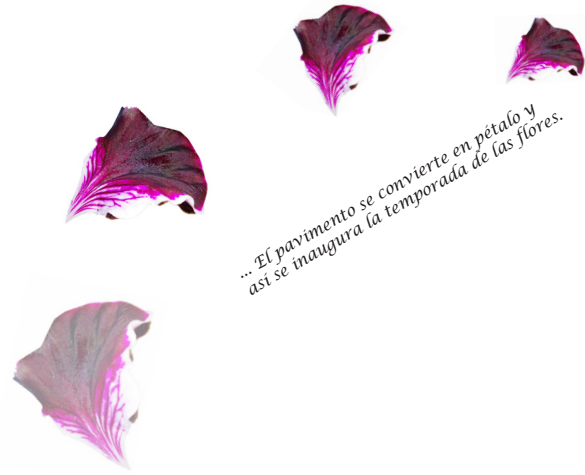 ... El pavimento se convierte en pétalo y
así se inaugura la temporada de las flores.